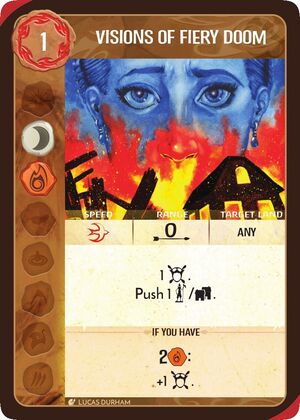 1
VISIONS OF FIERY DOOM
SPEED RANGE TARGET LAND
0 ANY
1 .
Push 1 / .
IF YOU HAVE
2 :
+1 .
LUCAS DURHAM